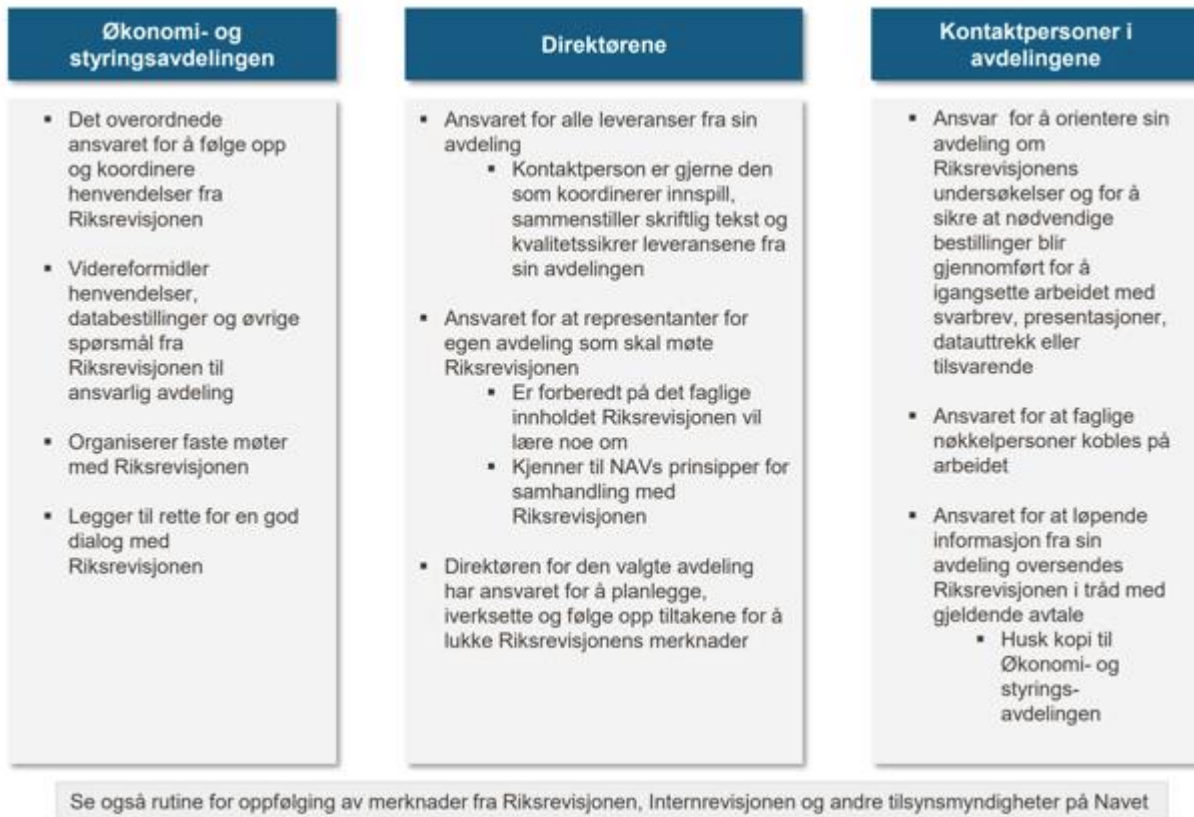 Økonomi- og
styringsavdelingen
▪ Det overordnede
ansvaret for å følge opp
og koordinere
henvendelser fra
Riksrevisjonen
▪ Videreformidler
henvendelser,
databestillinger og øvrige
spørsmål fra
Riksrevisjonen til
ansvarlig avdeling
▪ Organiserer faste møter
med Riksrevisjonen
▪ Legger til rette for en god
dialog med
Riksrevisjonen
Direktørene
▪ Ansvaret for alle leveranser fra sin
avdeling
▪ Kontaktperson er gjerne den
som koordinerer innspill,
sammenstiller skriftlig tekst og
kvalitetssikrer leveransene fra
sin avdelingen
▪ Ansvaret for at representanter for
egen avdeling som skal møte
Riksrevisjonen
▪ Er forberedt på det faglige
innholdet Riksrevisjonen vil
lære noe om
▪ Kjenner til NAVs prinsipper for
samhandling med
Riksrevisjonen
▪ Direktøren for den valgte avdeling
har ansvaret for å planlegge,
iverksette og følge opp tiltakene for å
lukke Riksrevisjonens merknader
Kontaktpersoner i
avdelingene
▪ Ansvar for å orientere sin
avdeling om
Riksrevisjonens
undersøkelser og for å
sikre at nødvendige
bestillinger blir
gjennomført for å
igangsette arbeidet med
svarbrev, presentasjoner,
datauttrekk eller
tilsvarende
▪ Ansvaret for at faglige
nøkkelpersoner kobles på
arbeidet
▪ Ansvaret for at løpende
informasjon fra sin
avdeling oversendes
Riksrevisjonen i tråd med
gjeldende avtale
▪ Husk kopi til
Økonomi- og
styrings-
avdelingen
Se også rutine for oppfølging av merknader fra Riksrevisjonen, Internrevisjonen og andre tilsynsmyndigheter på Navet